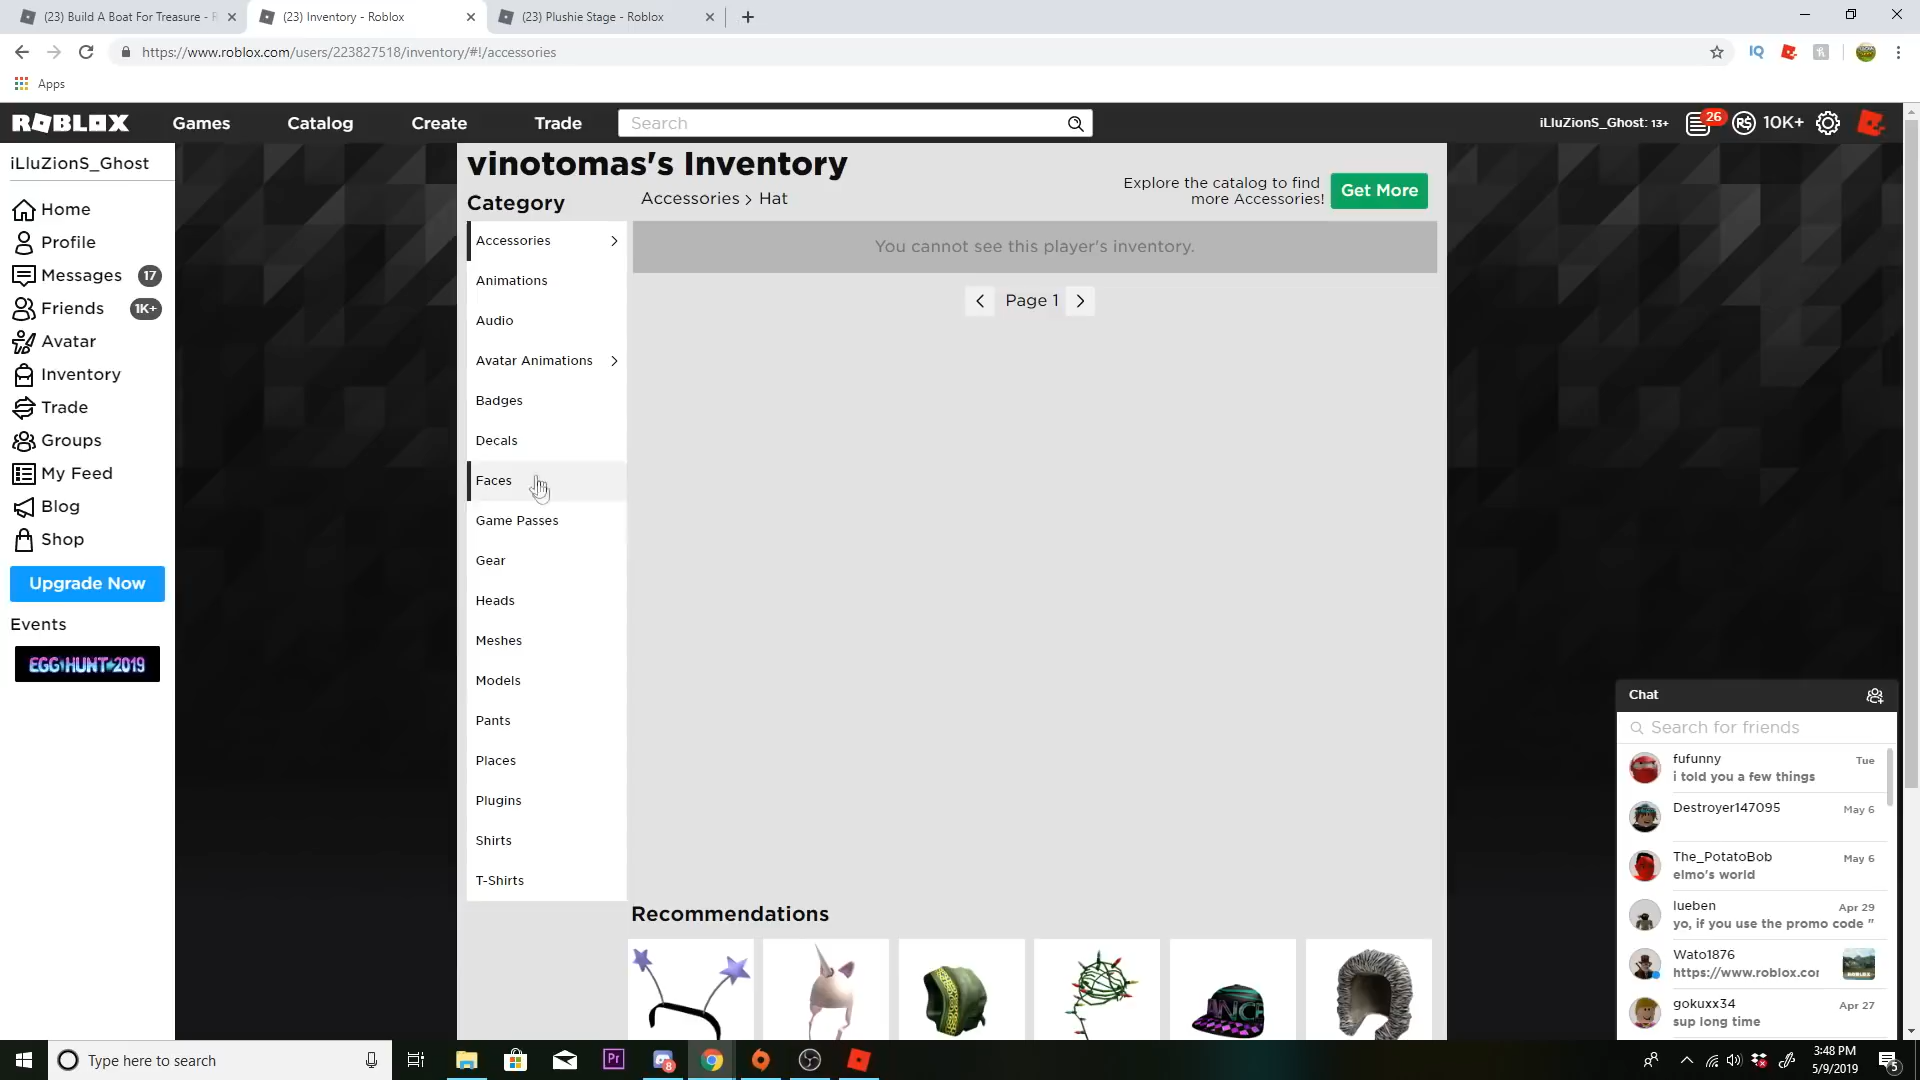 (23) Build A Boat For Treasure - R
(23) Inventory - Roblox
(23) Plushie Stage - Roblox
https://www.roblox.com/users/223827518/inventory/#!/accessories
IQ
Apps
ROBLOX
Games
Catalog
Create
Trade
Search
iLluZionS_Ghost: 13+
26
R$
10K+
iLluZionS_Ghost
Home
Profile
Messages 17
Friends 1K+
Avatar
Inventory
Trade
Groups
My Feed
Blog
Shop
Upgrade Now
Events
EGG HUNT 2019
vinotomas's Inventory
Category
Accessories
Animations
Audio
Avatar Animations
Badges
Decals
Faces
Game Passes
Gear
Heads
Meshes
Models
Pants
Places
Plugins
Shirts
T-Shirts
Accessories > Hat
Explore the catalog to find
more Accessories!
Get More
You cannot see this player's inventory.
Page 1
Recommendations
Chat
Search for friends
fufunny Tue
i told you a few things
Destroyer147095 May 6
The_PotatoBob May 6
elmo's world
lueben Apr 29
yo, if you use the promo code "
Wato1876
https://www.roblox.cor
gokuxx34 Apr 27
sup long time
Type here to search
Pr
8
3:48 PM
5/9/2019
5